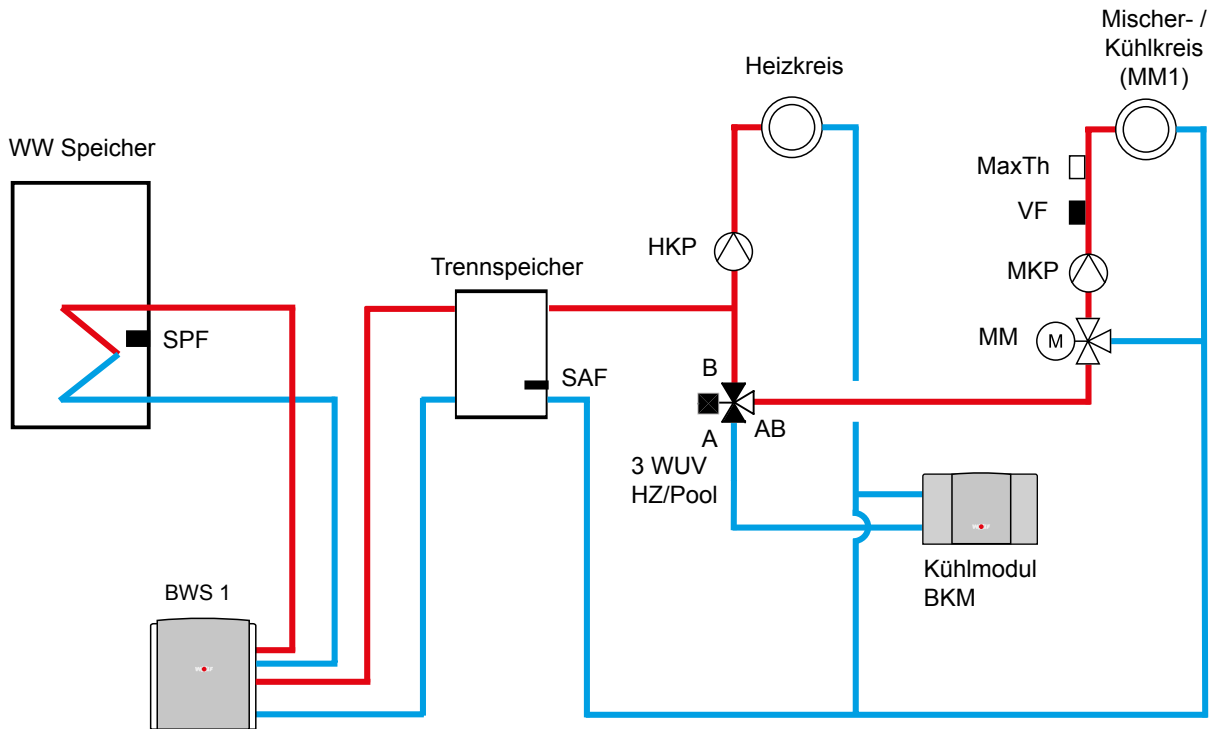 Mischer- /
Kühlkreis
(MM1)
Heizkreis
WW Speicher
MaxTh
VF
HKP
MKP
Trennspeicher
SPF
MM
M
SAF
B
A
AB
3 WUV
HZ/Pool
Kühlmodul
BKM
BWS 1